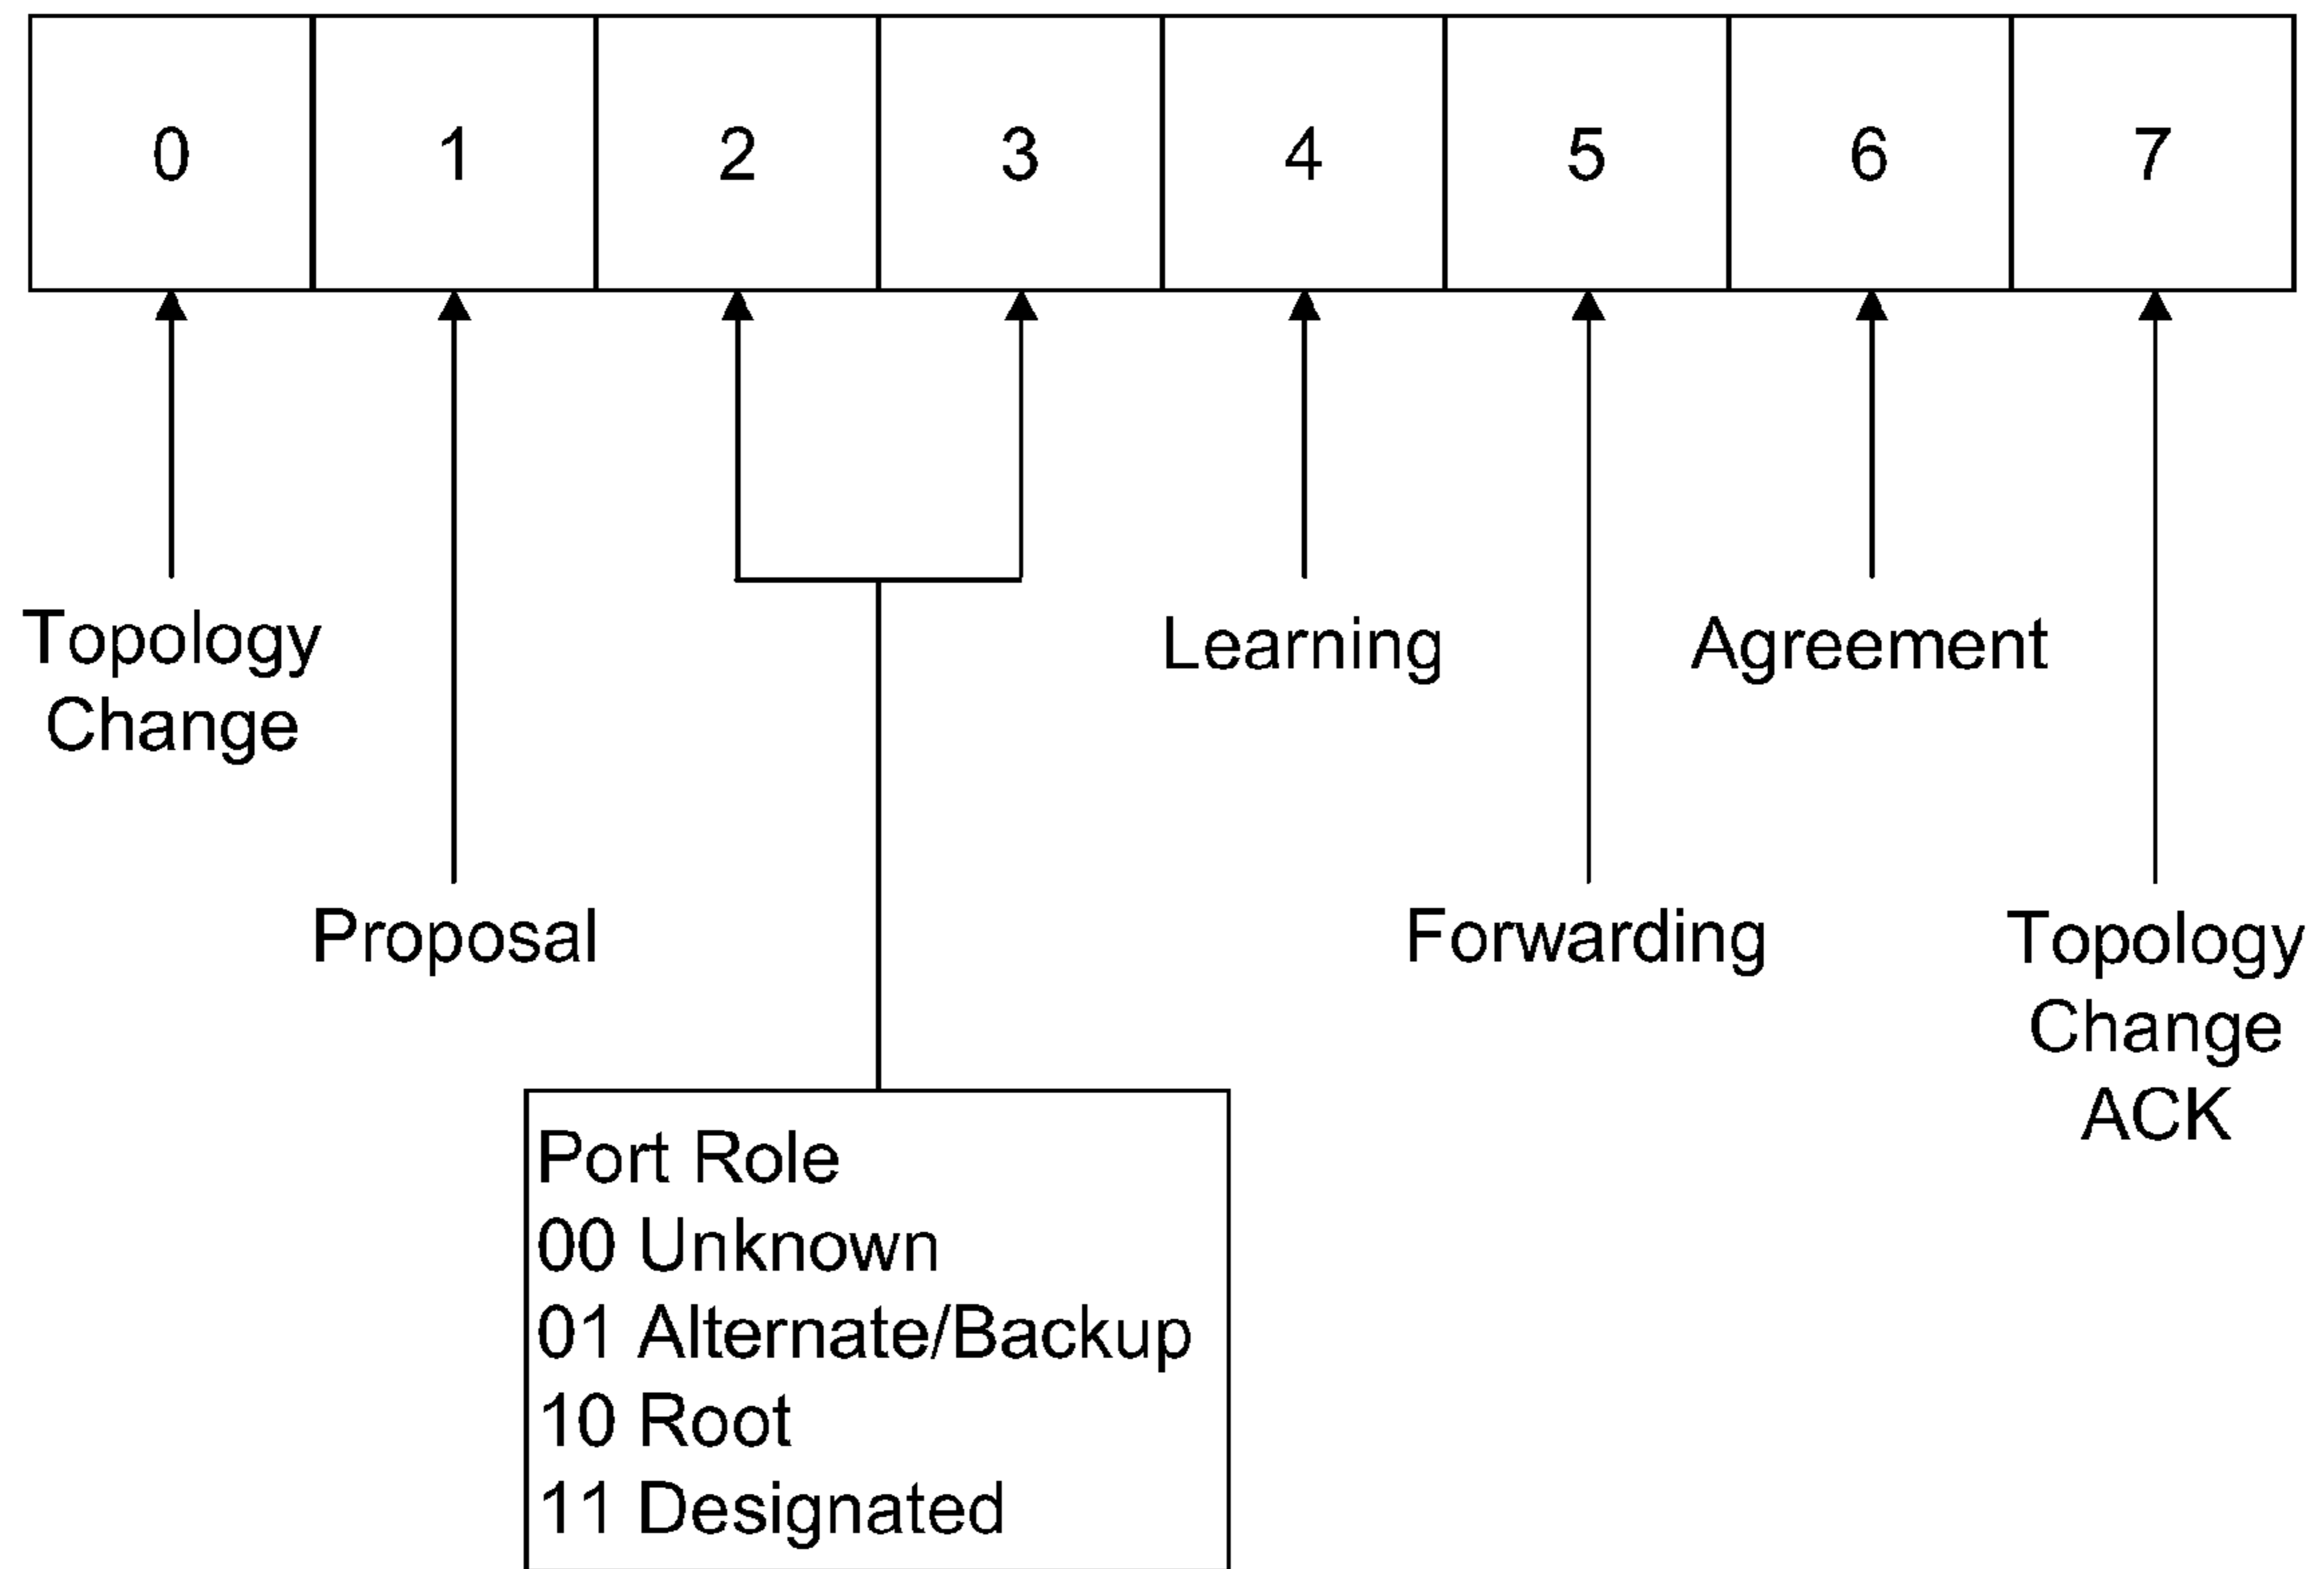 0 1 2 3 4 5 6 7
Topology
Change
Proposal
Learning
Forwarding
Agreement
Topology
Change
ACK
Port Role
00 Unknown
01 Alternate/Backup
10 Root
11 Designated